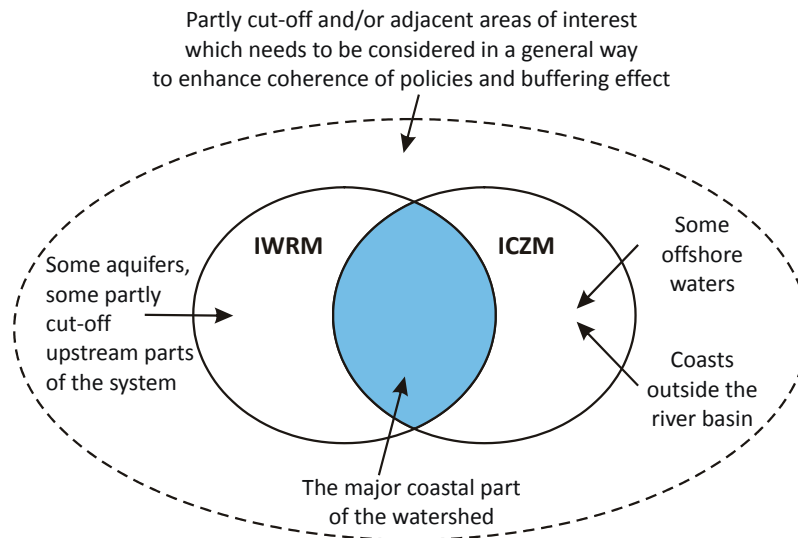 Partly cut-off and/or adjacent areas of interest
which needs to be considered in a general way
to enhance coherence of policies and buffering effect
IWRM
ICZM
Some aquifers,
some partly
cut-off
upstream parts
of the system
Some
offshore
waters
Coasts
outside the
river basin
The major coastal part
of the watershed